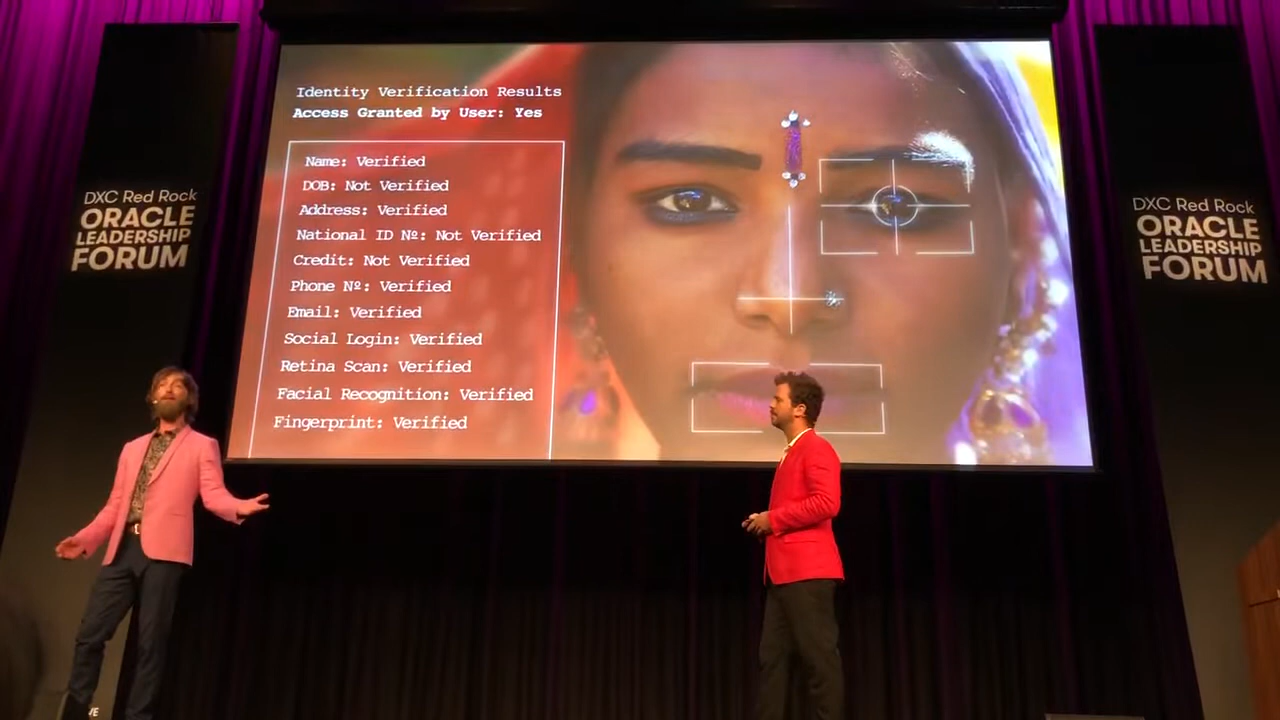 Identity Verification Results
Access Granted by User: Yes
Name: Verified
DOB: Not Verified
Address: Verified
National ID Nº: Not Verified
Credit: Not Verified
Phone Nº: Verified
Email: Verified
Social Login: Verified
Retina Scan: Verified
Facial Recognition: Verified
Fingerprint: Verified
DXC Red Rock
ORACLE
LEADERSHIP
FORUM
DXC Red Rock
ORACLE
LEADERSHIP
FORUM